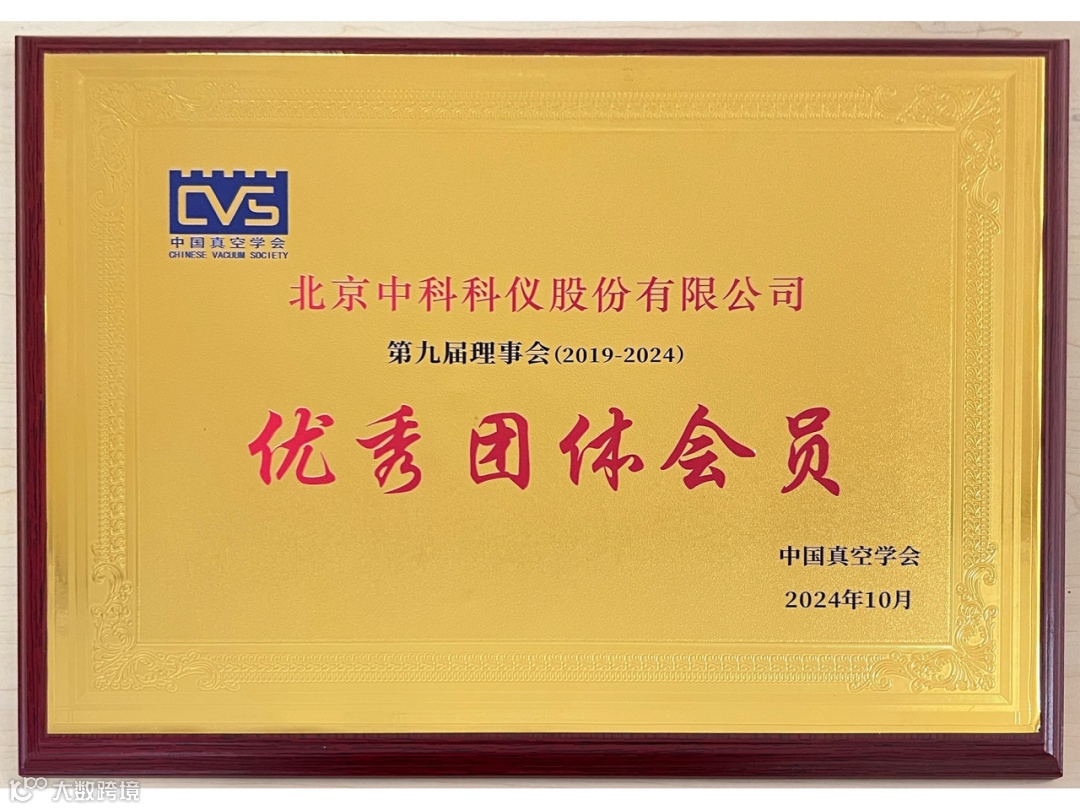 CVS
中国真空学会
CHINESE VACUUM SOCIETY
北京中科科仪股份有限公司
第九届理事会(2019-2024)
优秀团体会员
中国真空学会
2024年10月
大数跨境